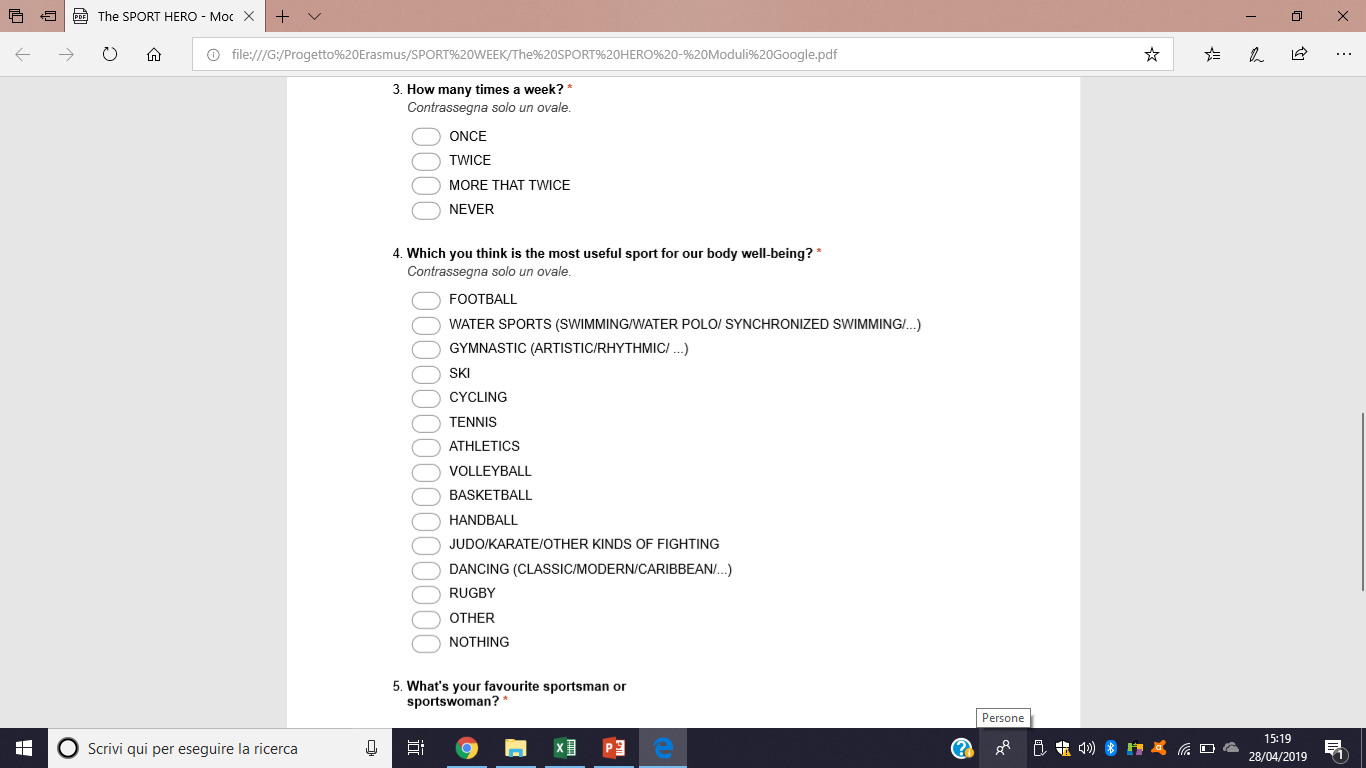 The SPORT HERO - Moc
file:///G:/Progetto%20Erasmus/SPORT%20WEEK/The%20SPORT%20HERO%20-%20Moduli%20Google.pdf
3. How many times a week? *
Contrassegna solo un ovale.
ONCE
TWICE
MORE THAT TWICE
NEVER
4. Which you think is the most useful sport for our body well-being? *
Contrassegna solo un ovale.
FOOTBALL
WATER SPORTS (SWIMMING/WATER POLO/ SYNCHRONIZED SWIMMING/...)
GYMNASTIC (ARTISTIC/RHYTHMIC/ ...)
SKI
CYCLING
TENNIS
ATHLETICS
VOLLEYBALL
BASKETBALL
HANDBALL
JUDO/KARATE/OTHER KINDS OF FIGHTING
DANCING (CLASSIC/MODERN/CARIBBEAN/...)
RUGBY
OTHER
NOTHING
5. What's your favourite sportsman or
sportswoman? *
Persone
Scrivi qui per eseguire la ricerca
15:19
28/04/2019
1